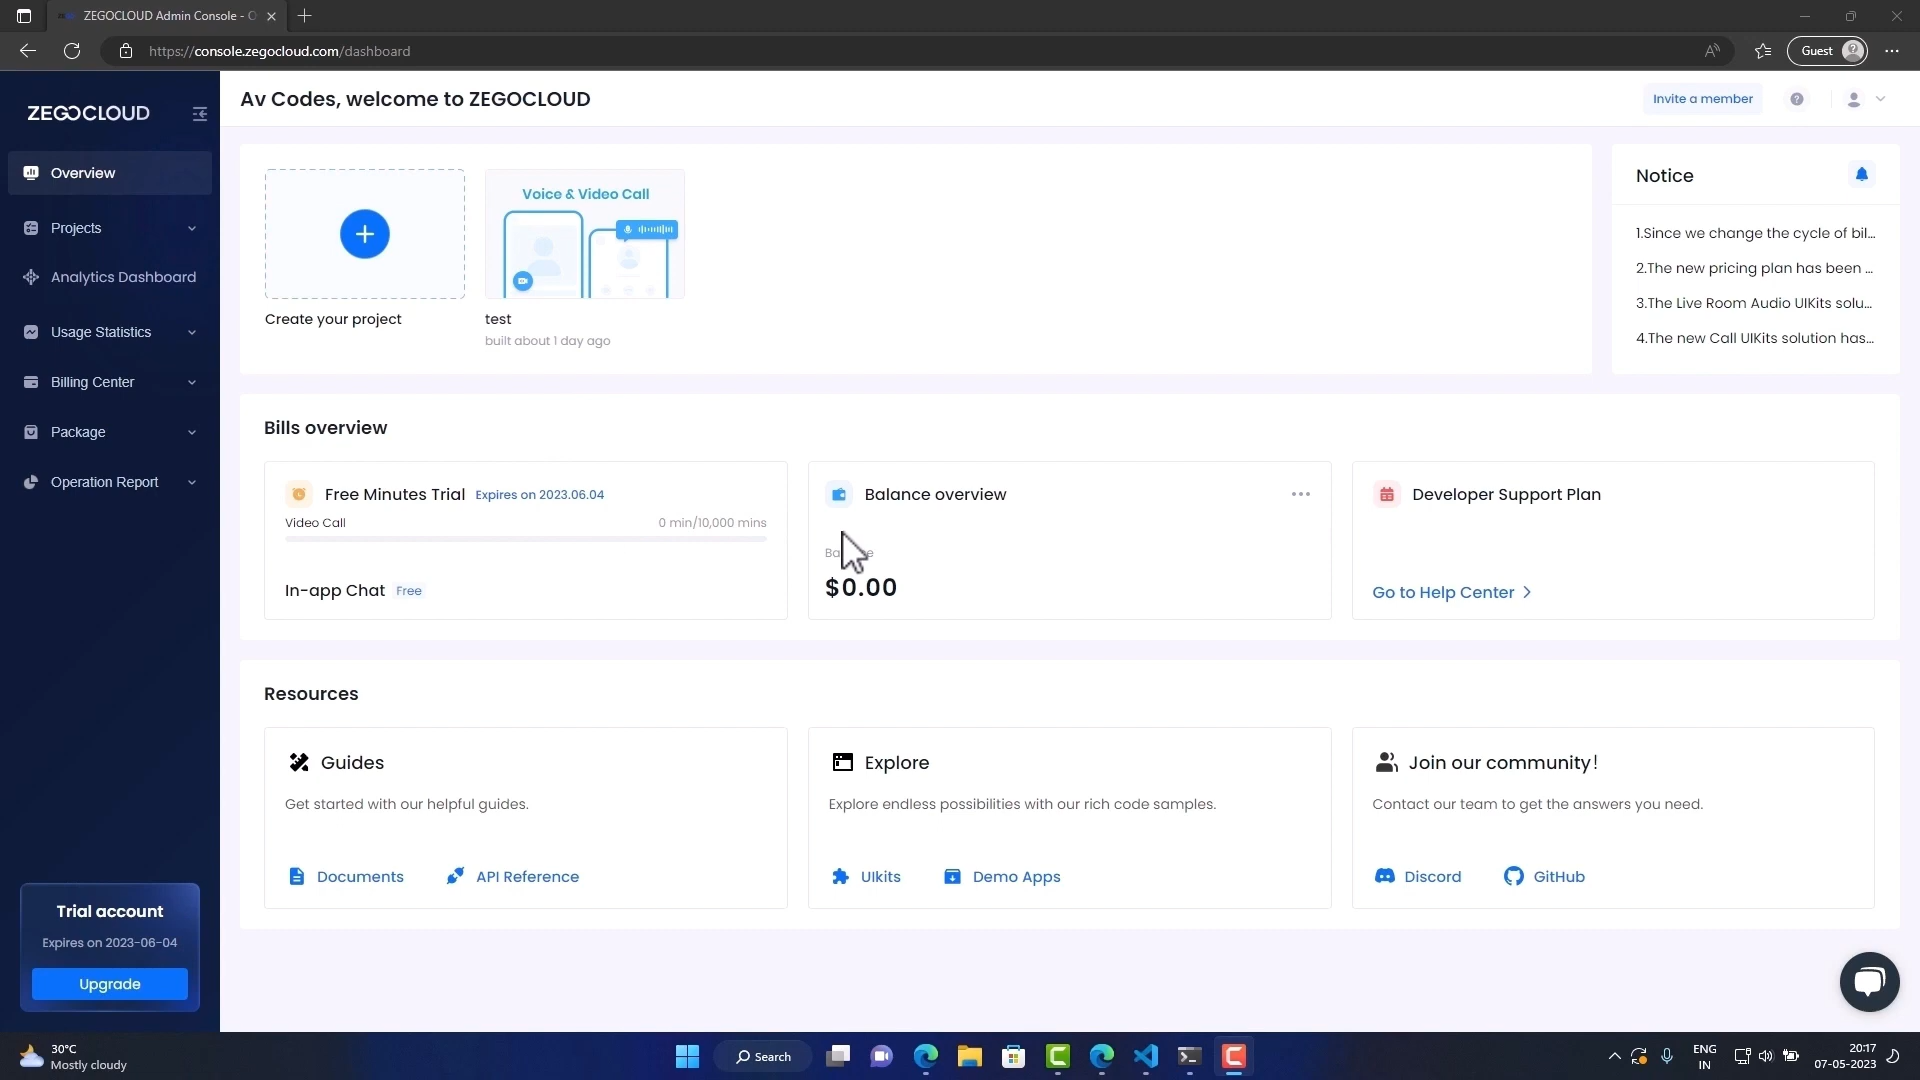 ZEGOCLOUD Admin Console - O
https://console.zegocloud.com/dashboard
Guest
ZEGOCLOUD
Av Codes, welcome to ZEGOCLOUD
Invite a member
Overview
Projects
Analytics Dashboard
Usage Statistics
Billing Center
Package
Operation Report
Voice & Video Call
Create your project
test
built about 1 day ago
Notice
1.Since we change the cycle of bil...
2.The new pricing plan has been ...
3.The Live Room Audio UIKits solu...
4.The new Call UIKits solution has...
Bills overview
Free Minutes Trial Expires on 2023.06.04
Video Call 0 min/10,000 mins
In-app Chat Free
Balance overview
$0.00
Developer Support Plan
Go to Help Center
Resources
Guides
Get started with our helpful guides.
Documents API Reference
Explore
Explore endless possibilities with our rich code samples.
UIkits Demo Apps
Join our community!
Contact our team to get the answers you need.
Discord GitHub
Trial account
Expires on 2023-06-04
Upgrade
30°C
Mostly cloudy
Search
ENG
IN
20:17
07-05-2023